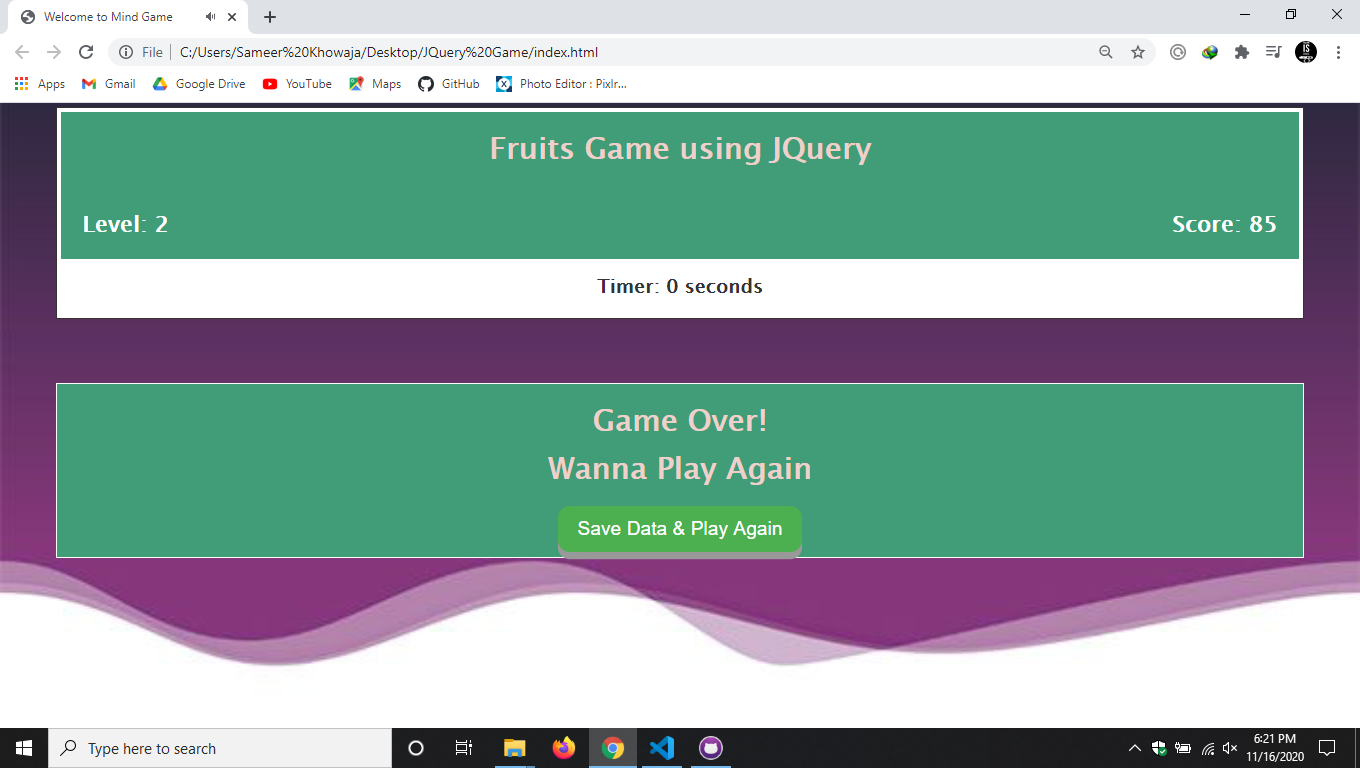 Welcome to Mind Game
File
C:/Users/Sameer%20Khowaja/Desktop/JQuery%20Game/index.html
Apps Gmail Google Drive YouTube Maps GitHub Photo Editor : Pixlr...
Fruits Game using JQuery
Level: 2 Score: 85
Timer: 0 seconds
Game Over!
Wanna Play Again
Save Data & Play Again
Type here to search
6:21 PM
11/16/2020